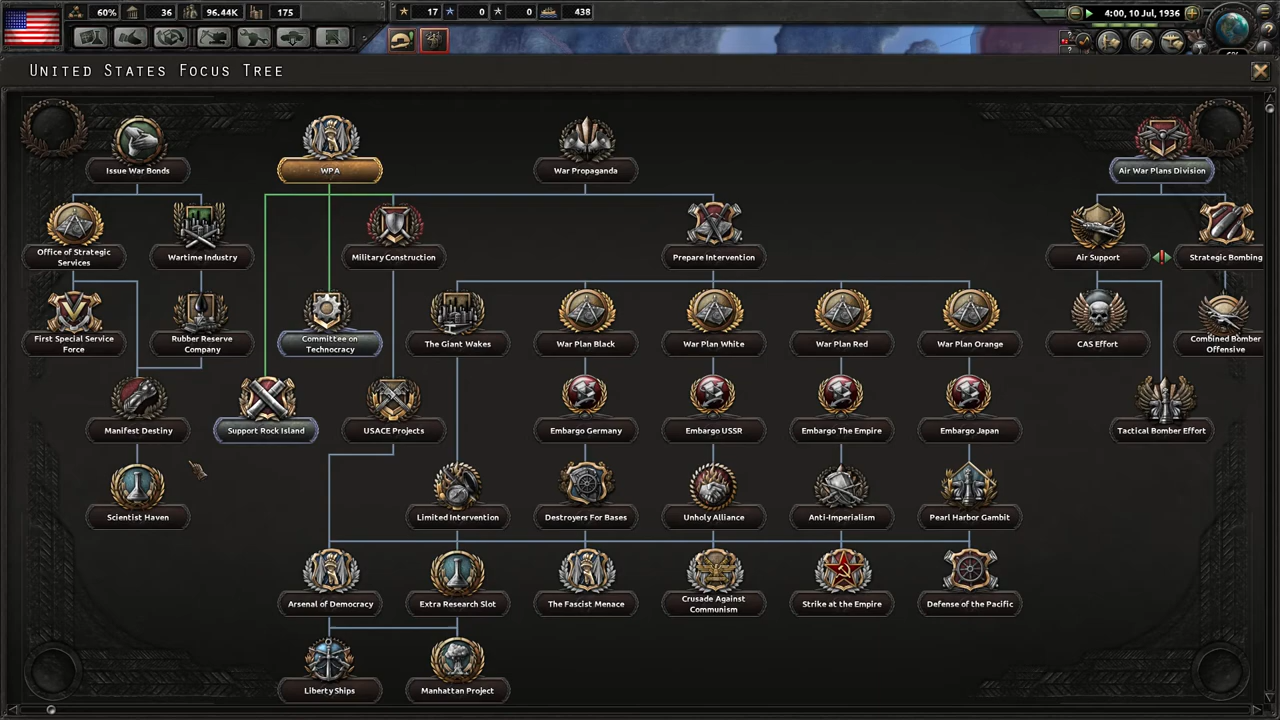 60%
36
96.44K
175
17
0
0
438
4:00, 10 Jul, 1936
United States Focus Tree
Issue War Bonds
WPA
War Propaganda
Air War Plans Division
Office of Strategic
Services
Wartime Industry
Military Construction
Prepare Intervention
Air Support
Strategic Bombing
First Special Service
Force
Rubber Reserve
Company
Committee on
Technocracy
The Giant Wakes
War Plan Black
War Plan White
War Plan Red
War Plan Orange
CAS Effort
Combined Bomber
Offensive
Manifest Destiny
Support Rock Island
USACE Projects
Embargo Germany
Embargo USSR
Embargo The Empire
Embargo Japan
Tactical Bomber Effort
Scientist Haven
Limited Intervention
Destroyers For Bases
Unholy Alliance
Anti-Imperialism
Pearl Harbor Gambit
Arsenal of Democracy
Extra Research Slot
The Fascist Menace
Crusade Against
Communism
Strike at the Empire
Defense of the Pacific
Liberty Ships
Manhattan Project